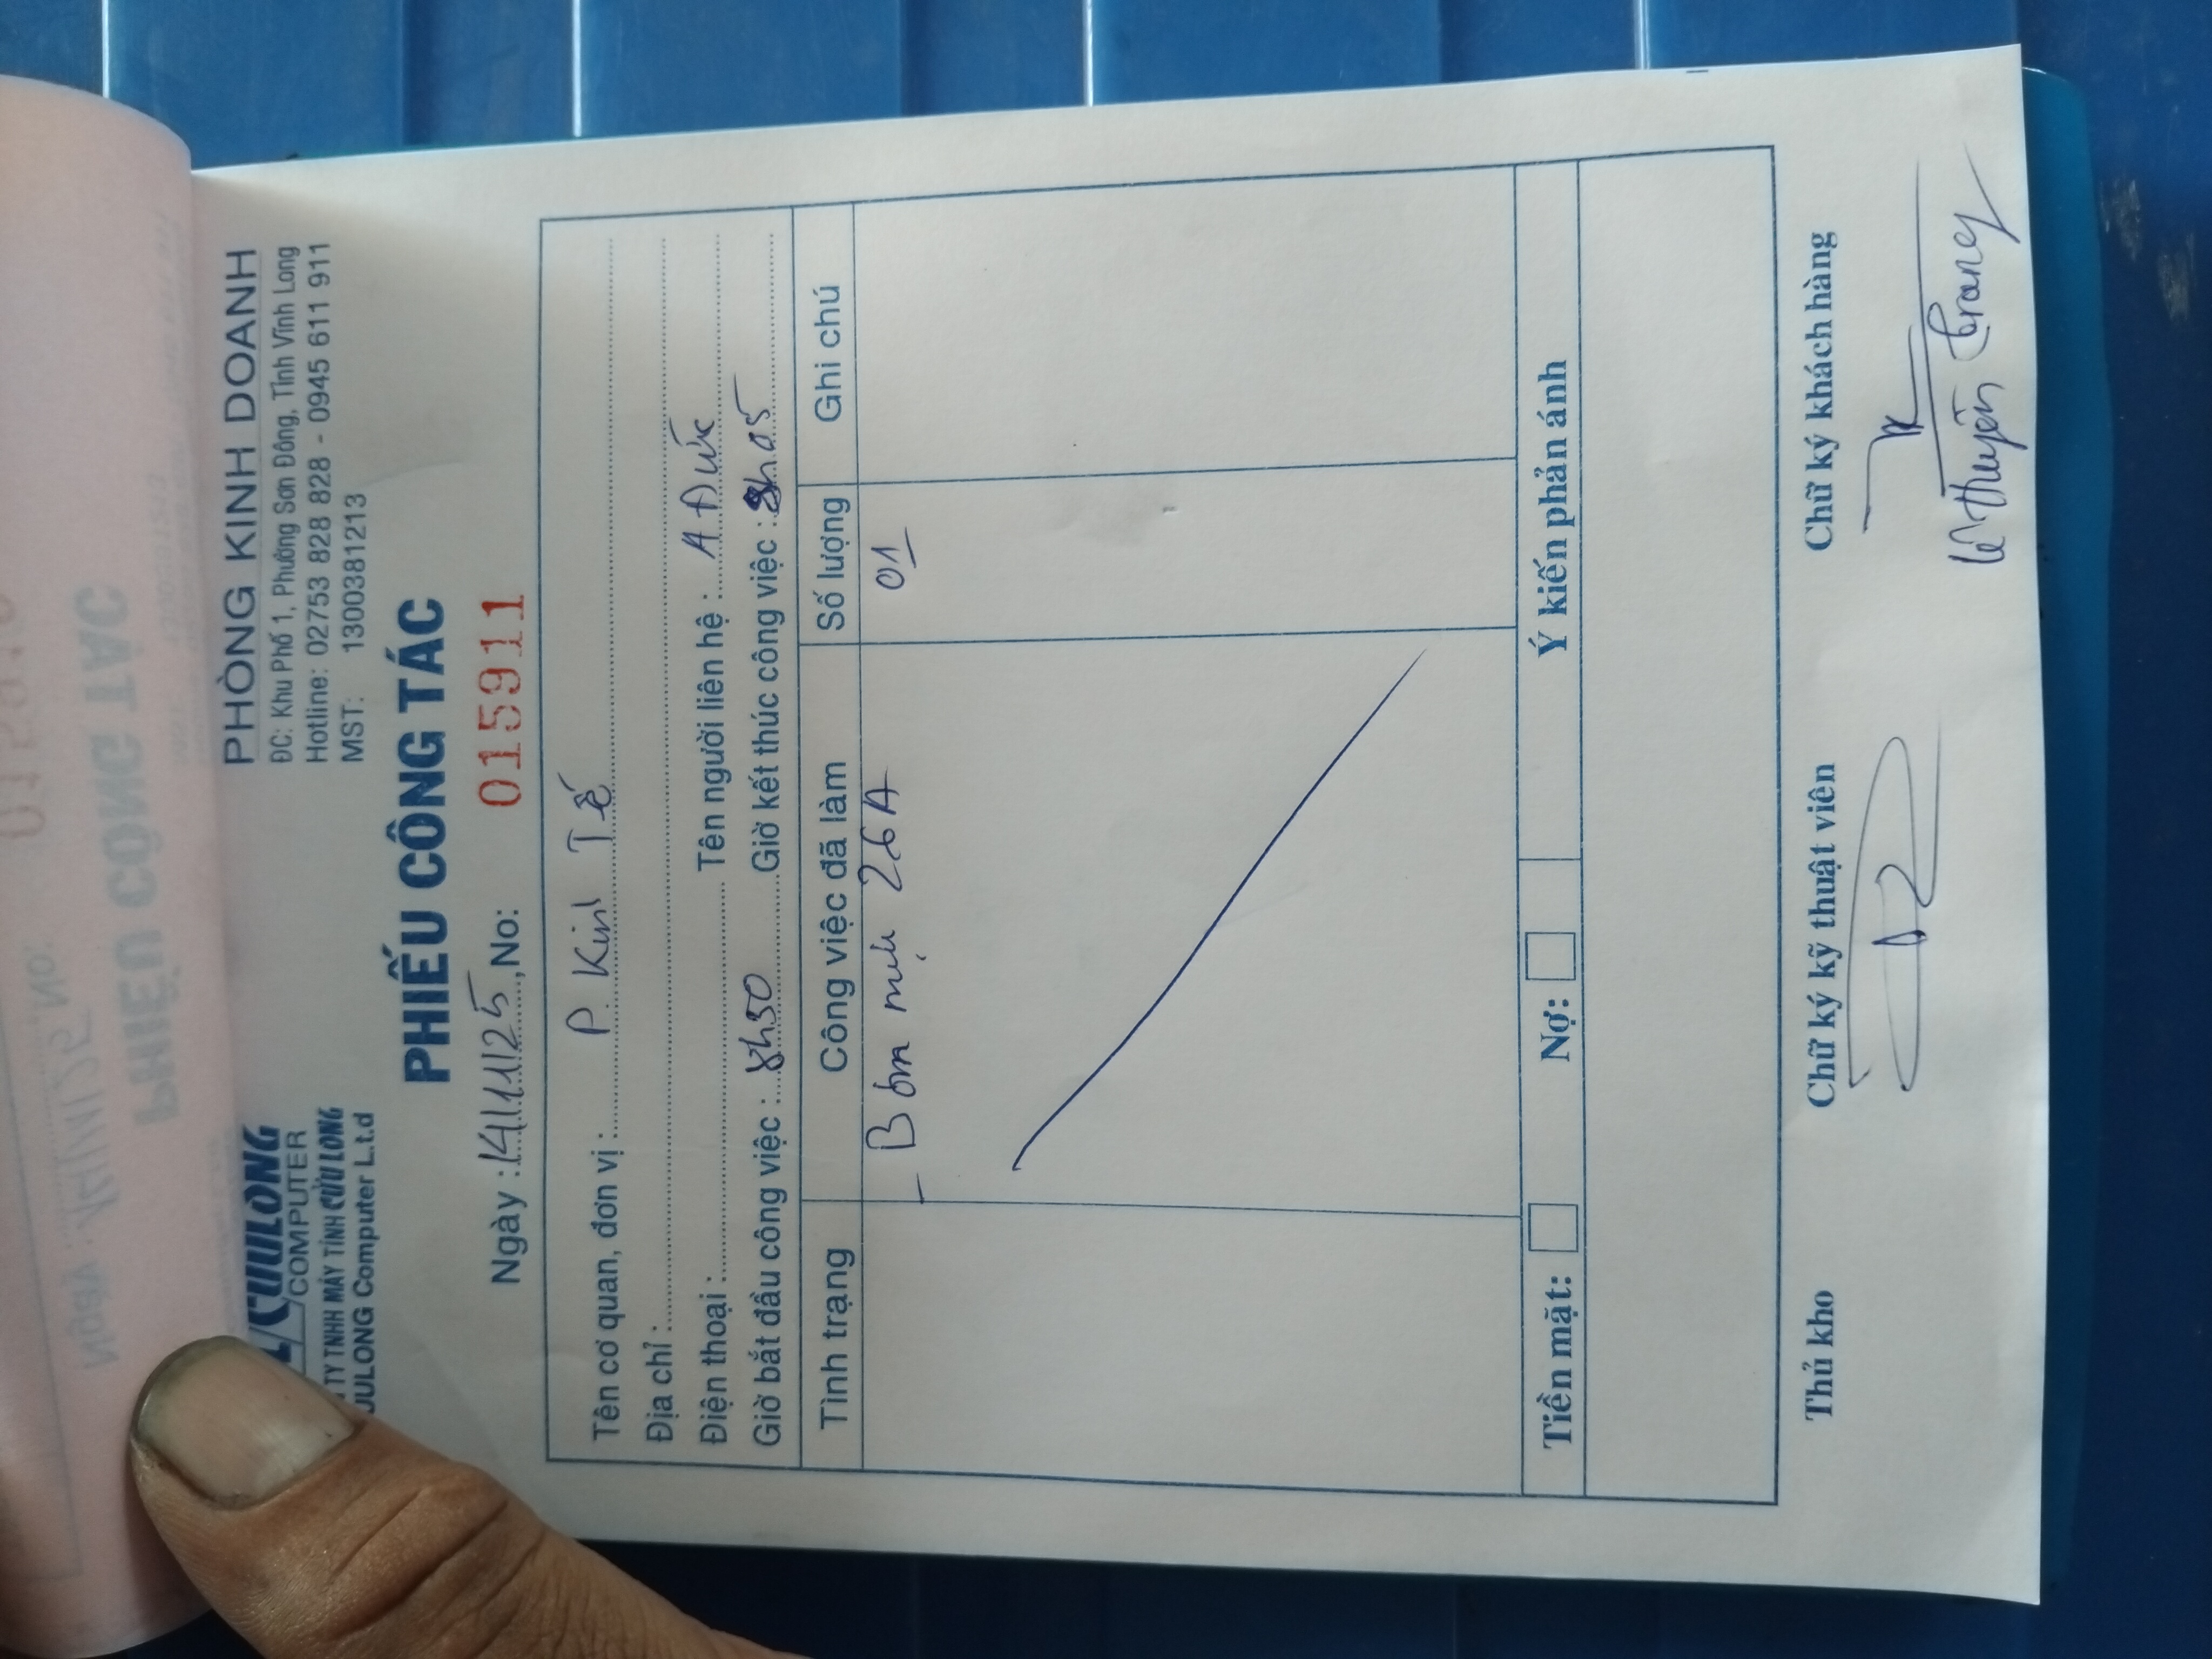 CUULONG
COMPUTER
TY TNHH MÁY TÍNH CỬU LONG
UULONG Computer L.t.d
PHÒNG KINH DOANH
ĐC: Khu Phố 1, Phường Sơn Đông, Tỉnh Vĩnh Long
Hotline: 02753 828 828 - 0945 611 911
MST: 1300381213
PHIẾU CÔNG TÁC
Ngày : 14/11/25, No: 015911
Tên cơ quan, đơn vị : P. Kinh Tế
Địa chỉ :
Điện thoại : Tên người liên hệ : A Đức
Giờ bắt đầu công việc : 8h50 Giờ kết thúc công việc : 9h05
Tình trạng Công việc đã làm Số lượng Ghi chú
- Bơm mực 26A 01
Tiền mặt: Nợ: Ý kiến phản ánh
Thủ kho Chữ ký kỹ thuật viên Chữ ký khách hàng
Lê Thuyền Trang